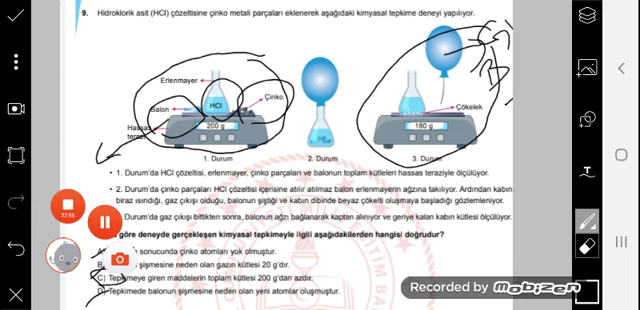 9. Hidroklorik asit (HCl) çözeltisine çinko metali parçaları eklenerek aşağıdaki kimyasal tepkime deneyi yapılıyor.
Erlenmayer
Balon
HCl
Çinko
Hassas
terazi
200 g
Çökelek
180 g
1. Durum
2. Durum
3. Durum
• 1. Durum'da HCl çözeltisi, erlenmayer, çinko parçaları ve balonun toplam kütleleri hassas teraziyle ölçülüyor.
• 2. Durum'da çinko parçaları HCl çözeltisi içerisine atılır atılmaz balon erlenmayerin ağzına takılıyor. Ardından kabın
biraz ısındığı, gaz çıkışı olduğu, balonun şiştiği ve kabın dibinde beyaz çökelti oluşmaya başladığı gözlemleniyor.
Durum'da gaz çıkışı bittikten sonra, balonun ağzı bağlanarak kaptan alınıyor ve geriye kalan kabın kütlesi ölçülüyor.
göre deneyde gerçekleşen kimyasal tepkimeyle ilgili aşağıdakilerden hangisi doğrudur?
A) sonucunda çinko atomları yok olmuştur.
B) şişmesine neden olan gazın kütlesi 20 g'dır.
C) Tepkimeye giren maddelerin toplam kütlesi 200 g'dan azdır.
D) Tepkimede balonun şişmesine neden olan yeni atomlar oluşmuştur.
22:55
Recorded by Mobizen